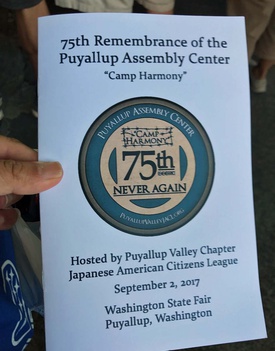 75th Remembrance of the
Puyallup Assembly Center
"Camp Harmony"
PUYALLUP ASSEMBLY CENTER
CAMP
HARMONY
75th
NEVER AGAIN
PUYALLUPVALLEYJACL.ORG
Hosted by Puyallup Valley Chapter
Japanese American Citizens League
September 2, 2017
Washington State Fair
Puyallup, Washington